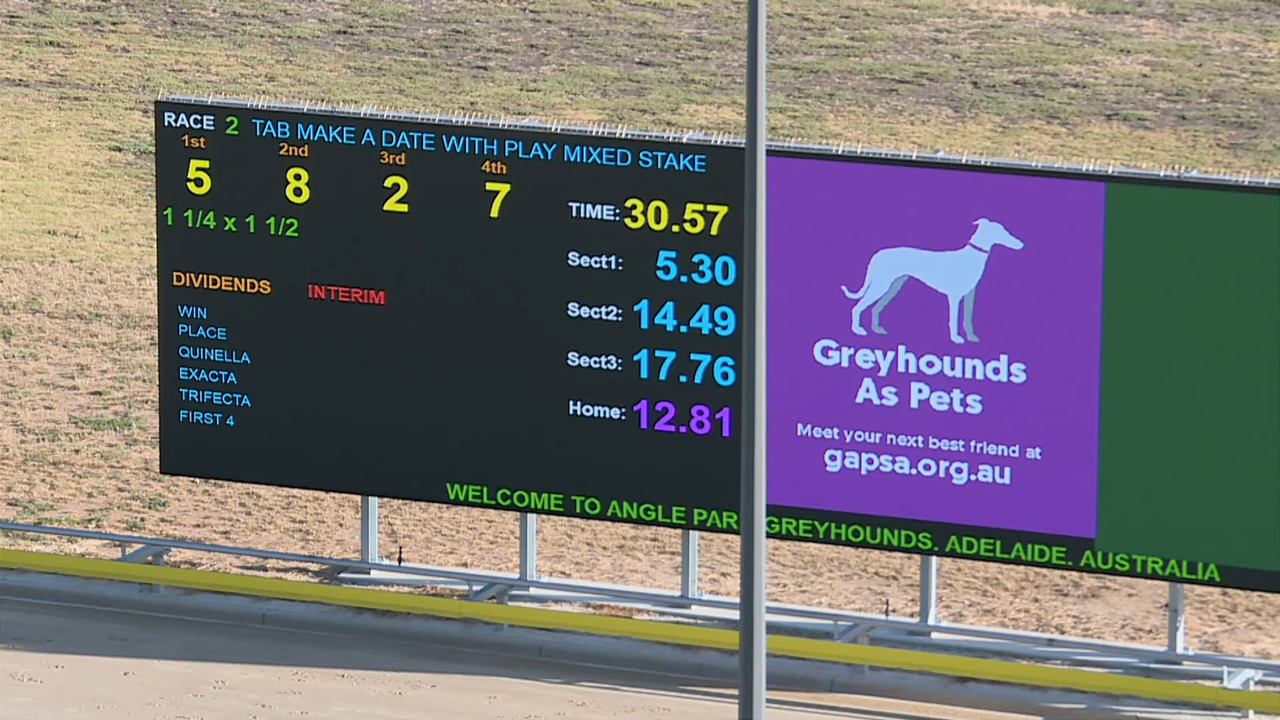 RACE 2 TAB MAKE A DATE WITH PLAY MIXED STAKE
1st 2nd 3rd 4th
5 8 2 7
1 1/4 x 1 1/2
TIME: 30.57
Sect1: 5.30
Sect2: 14.49
Sect3: 17.76
Home: 12.81
DIVIDENDS INTERIM
WIN
PLACE
QUINELLA
EXACTA
TRIFECTA
FIRST 4
Greyhounds
As Pets
Meet your next best friend at
gapsa.org.au
WELCOME TO ANGLE PAR GREYHOUNDS. ADELAIDE. AUSTRALIA